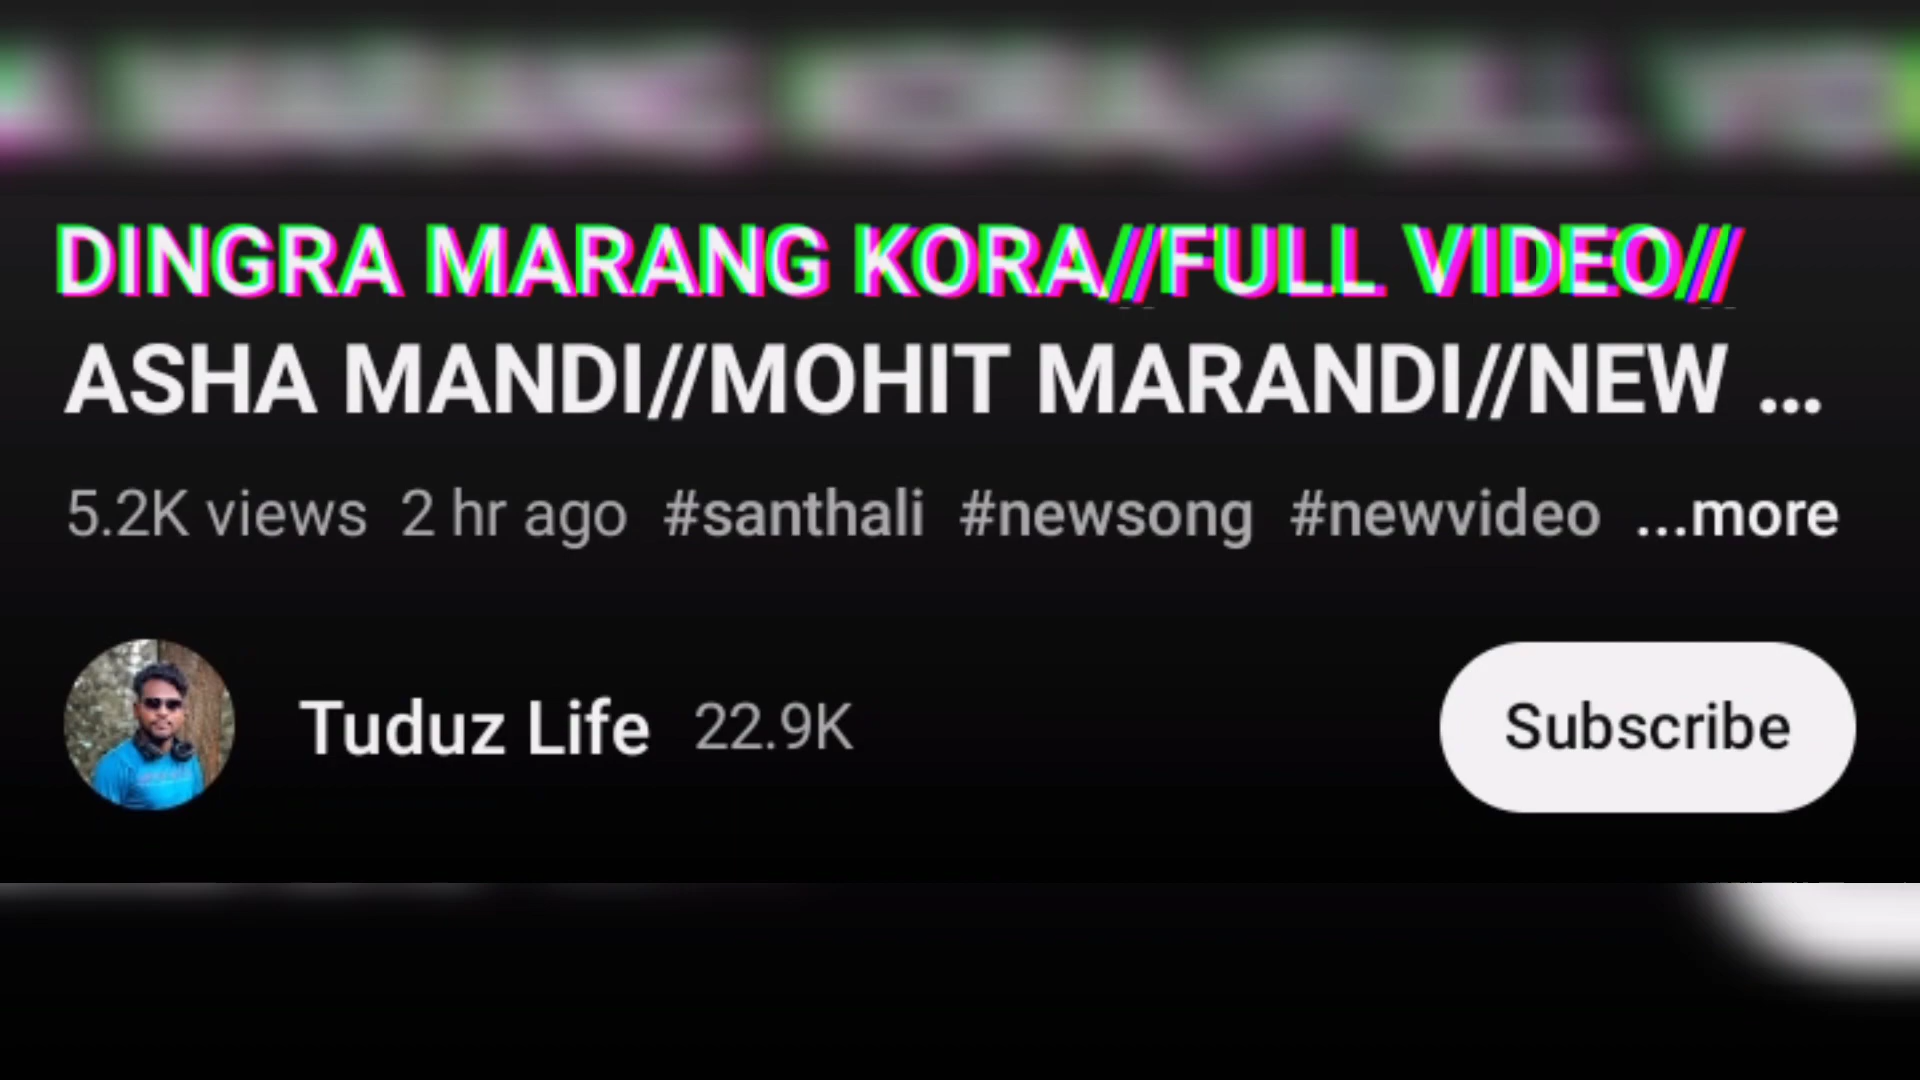 DINGRA MARANG KORA//FULL VIDEO//
ASHA MANDI//MOHIT MARANDI//NEW ...
5.2K views 2 hr ago #santhali #newsong #newvideo ...more
Tuduz Life 22.9K Subscribe